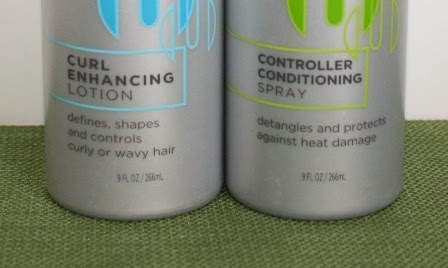 CURL
ENHANCING
LOTION
defines, shapes
and controls
curly or wavy hair
9 FL OZ / 266mL
CONTROLLER
CONDITIONING
SPRAY
detangles and protects
against heat damage
9 FL OZ / 266mL